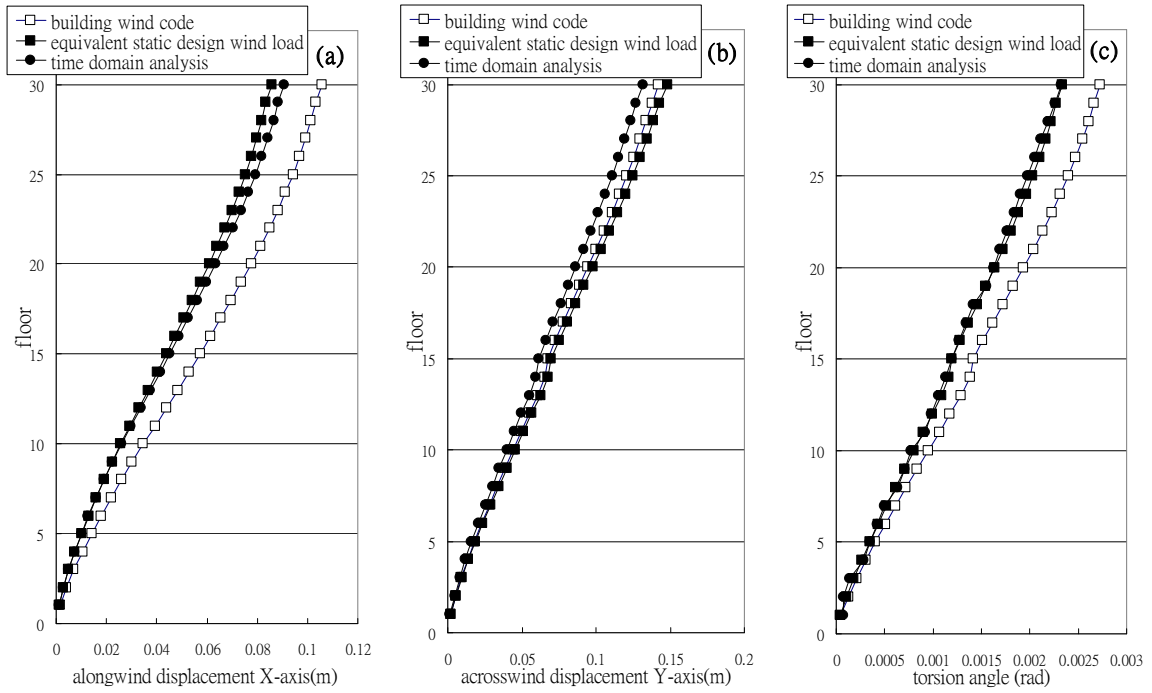 building wind code
equivalent static design wind load
time domain analysis
(a)
30
25
20
15
10
5
0
floor
0
0.02
0.04
0.06
0.08
0.1
0.12
alongwind displacement X-axis(m)
building wind code
equivalent static design wind load
time domain analysis
(b)
30
25
20
15
10
5
0
floor
0
0.05
0.1
0.15
0.2
acrosswind displacement Y-axis(m)
building wind code
equivalent static design wind load
time domain analysis
(c)
30
25
20
15
10
5
0
floor
0
0.0005
0.001
0.0015
0.002
0.0025
0.003
torsion angle (rad)